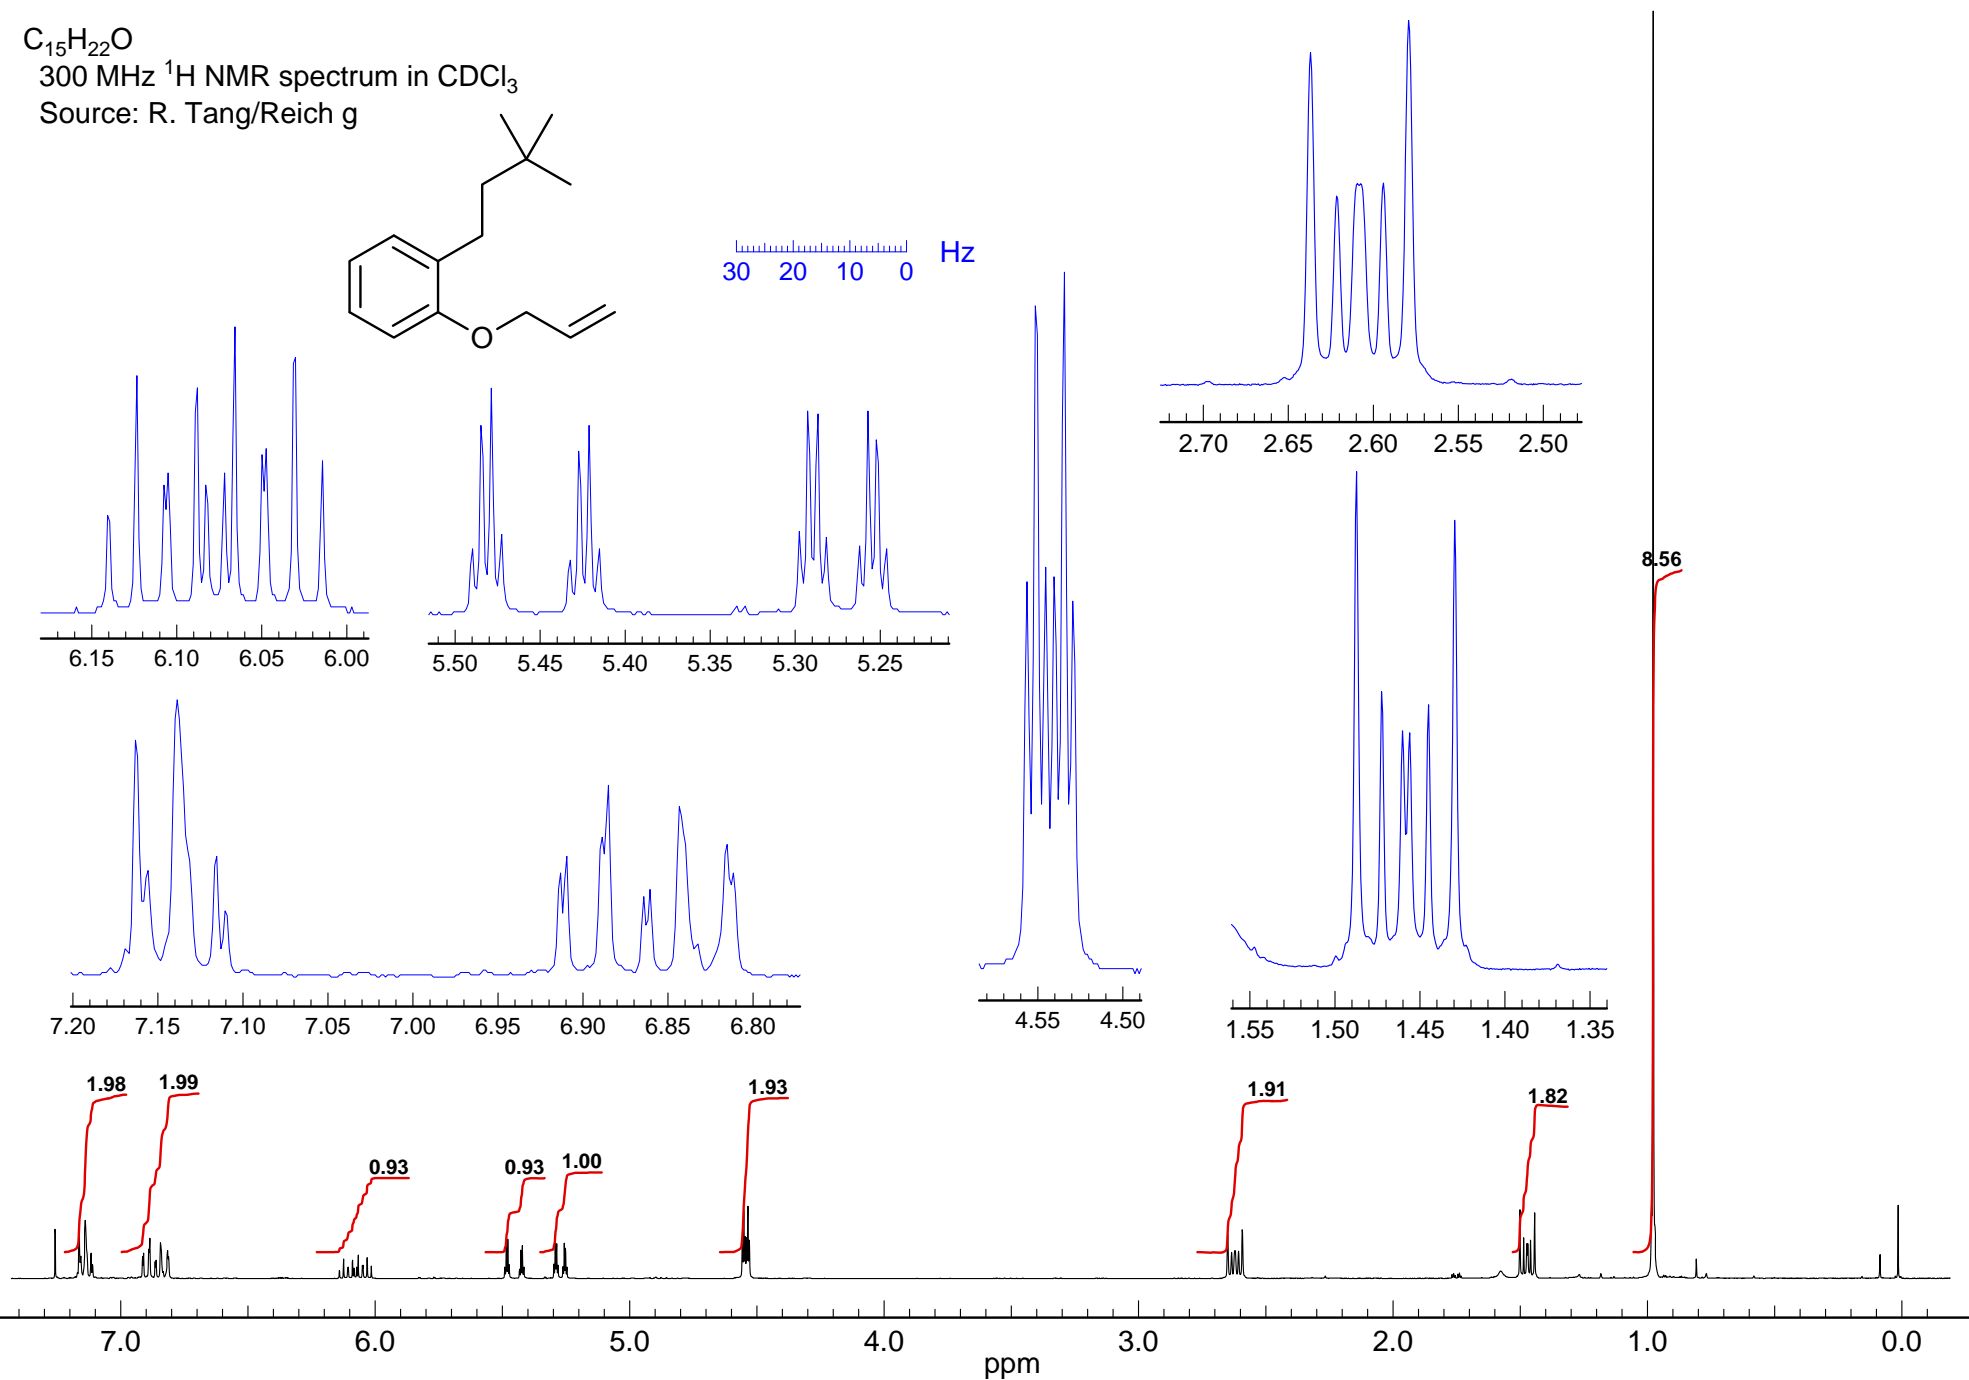 C15H22O
300 MHz 1H NMR spectrum in CDCl3
Source: R. Tang/Reich g
O
30 20 10 0 Hz
2.70 2.65 2.60 2.55 2.50
6.15 6.10 6.05 6.00
5.50 5.45 5.40 5.35 5.30 5.25
7.20 7.15 7.10 7.05 7.00 6.95 6.90 6.85 6.80
4.55 4.50
1.55 1.50 1.45 1.40 1.35
8.56
1.98 1.99 0.93 0.93 1.00 1.93 1.91 1.82
7.0 6.0 5.0 4.0 3.0 2.0 1.0 0.0
ppm